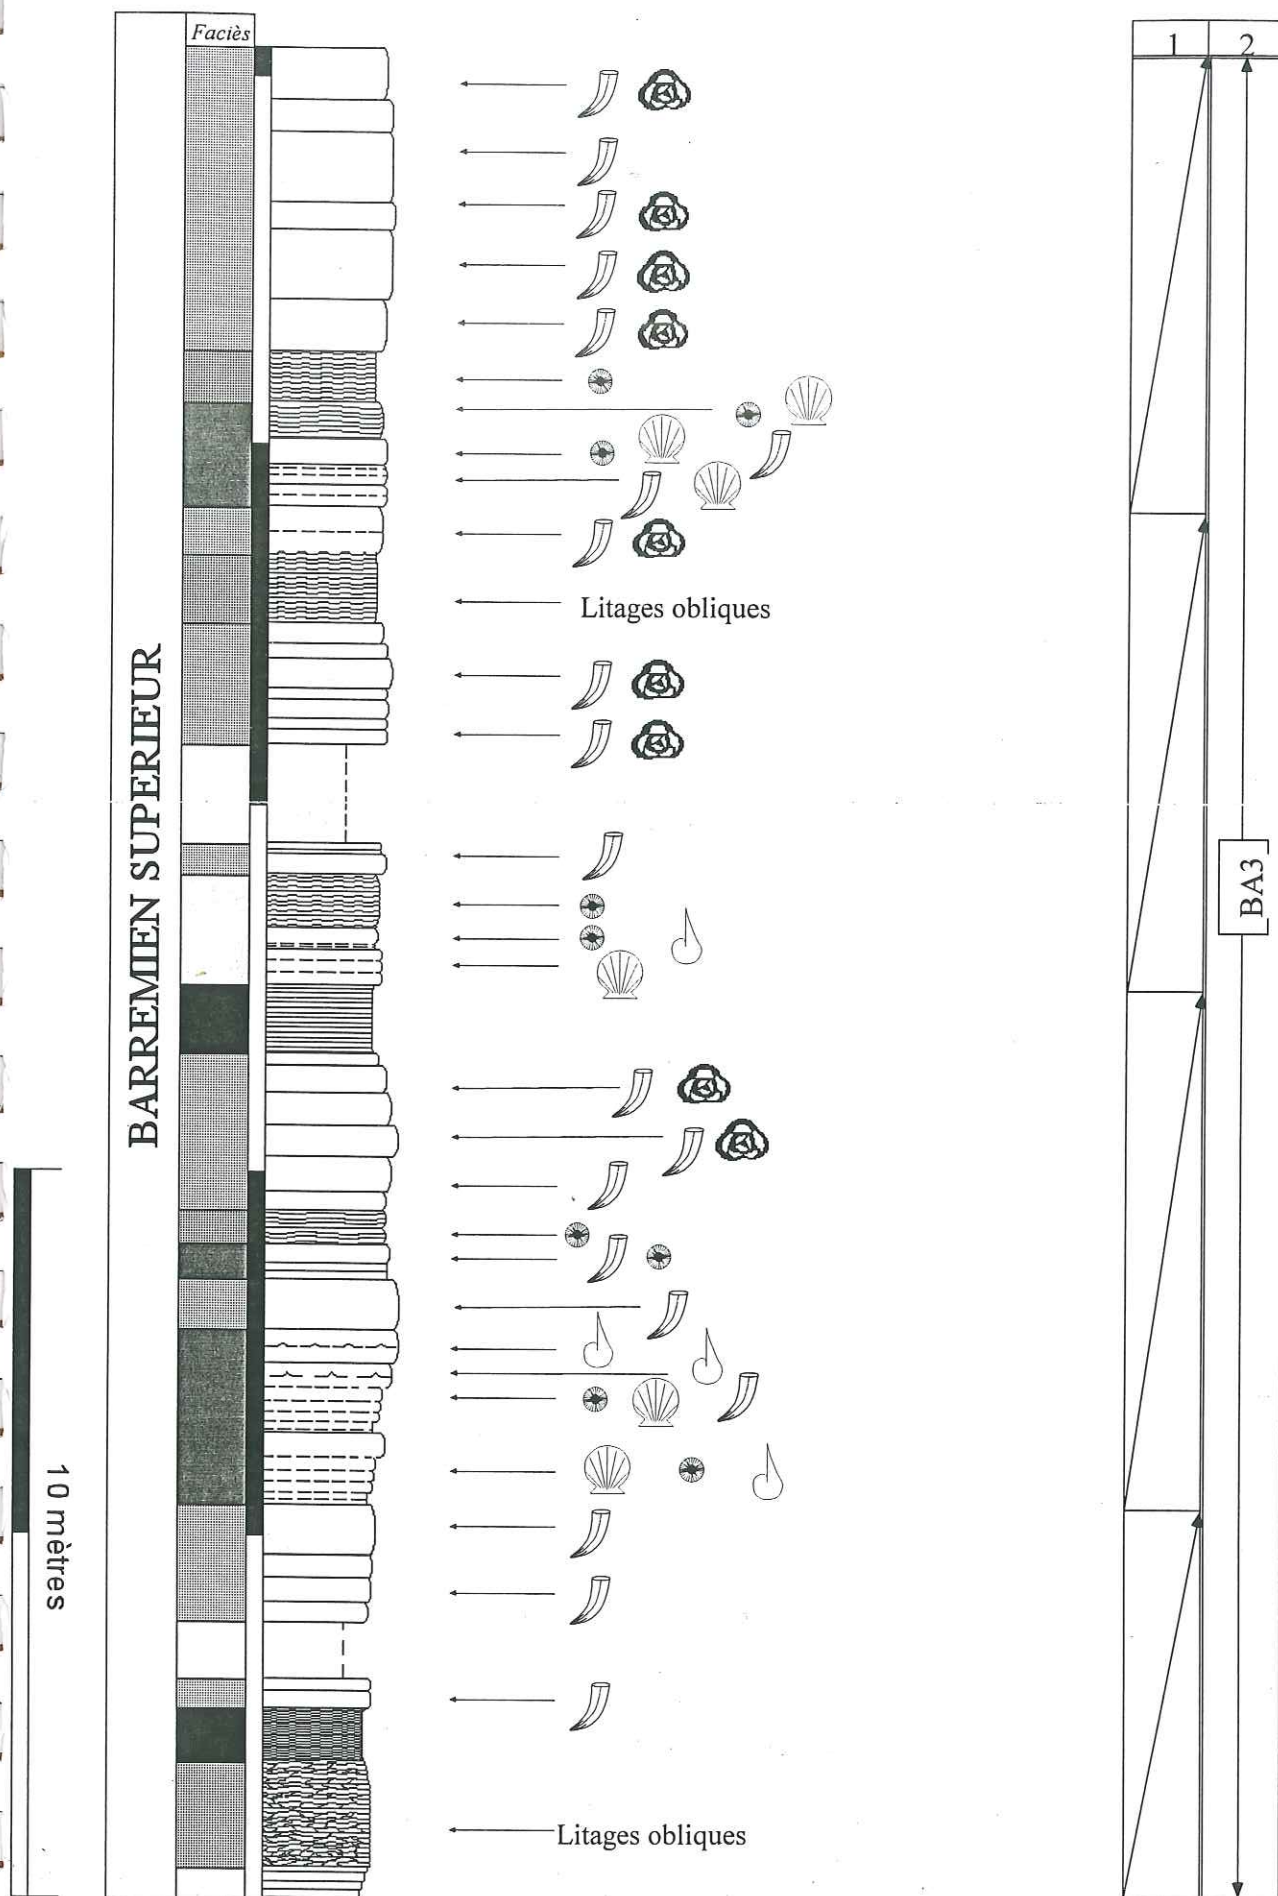 Faciès
1 2
Litages obliques
BARREMIEN SUPERIEUR
BA3
10 mètres
Litages obliques